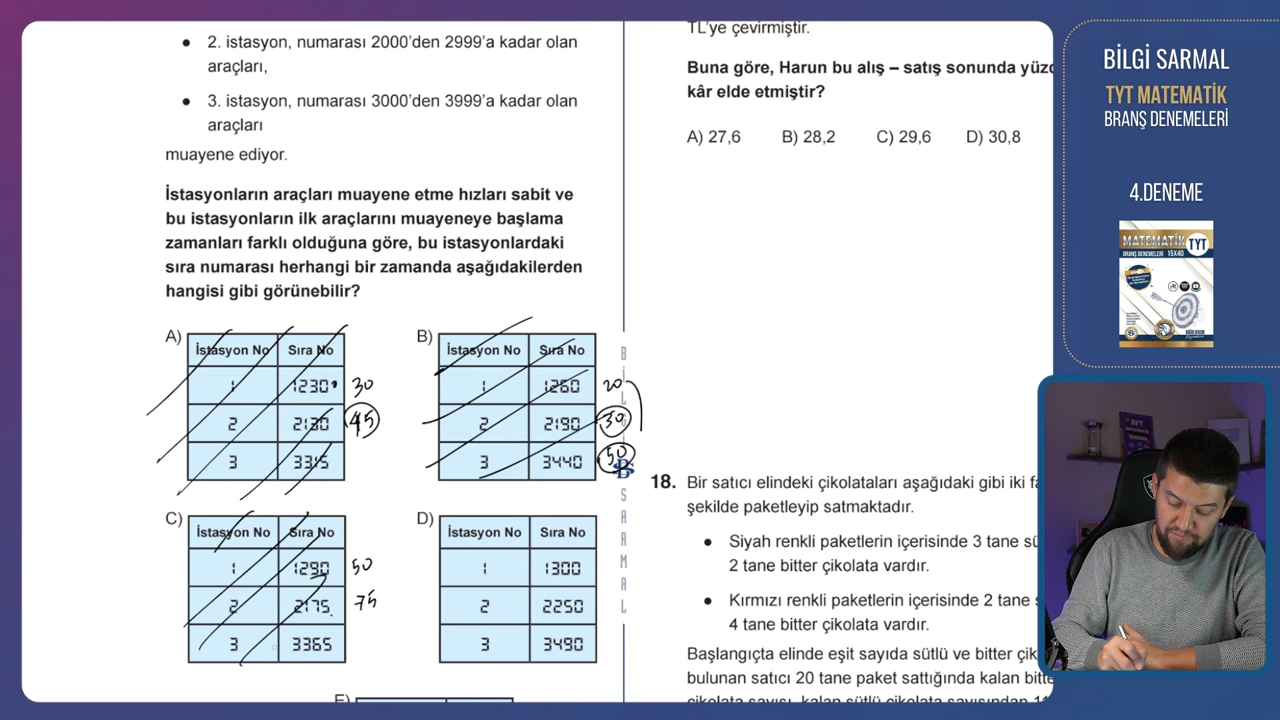 2. istasyon, numarası 2000'den 2999'a kadar olan
araçları,
3. istasyon, numarası 3000'den 3999'a kadar olan
araçları
muayene ediyor.
İstasyonların araçları muayene etme hızları sabit ve
bu istasyonların ilk araçlarını muayeneye başlama
zamanları farklı olduğuna göre, bu istasyonlardaki
sıra numarası herhangi bir zamanda aşağıdakilerden
hangisi gibi görünebilir?
A)
İstasyon No Sıra No
1 1230 30
2 2130 45
3 3315
B)
İstasyon No Sıra No
1 1260 20
2 2190 30
3 3440 50
C)
İstasyon No Sıra No
1 1290 50
2 2175 75
3 3365
D)
İstasyon No Sıra No
1 1300
2 2250
3 3490
E)
BİLGİ SARMAL
TL'ye çevirmiştir.
Buna göre, Harun bu alış – satış sonunda
kâr elde etmiştir?
A) 27,6 B) 28,2 C) 29,6 D) 30,8
18. Bir satıcı elindeki çikolataları aşağıdaki gibi iki
şekilde paketleyip satmaktadır.
Siyah renkli paketlerin içerisinde 3 tane
2 tane bitter çikolata vardır.
Kırmızı renkli paketlerin içerisinde 2 tane
4 tane bitter çikolata vardır.
Başlangıçta elinde eşit sayıda sütlü ve bitter
bulunan satıcı 20 tane paket sattığında kalan
çikolata sayısı, kalan sütlü çikolata sayısından
BİLGİ SARMAL
TYT MATEMATİK
BRANŞ DENEMELERİ
4.DENEME
MATEMATİK TYT
BRANŞ DENEMELERİ 15X40